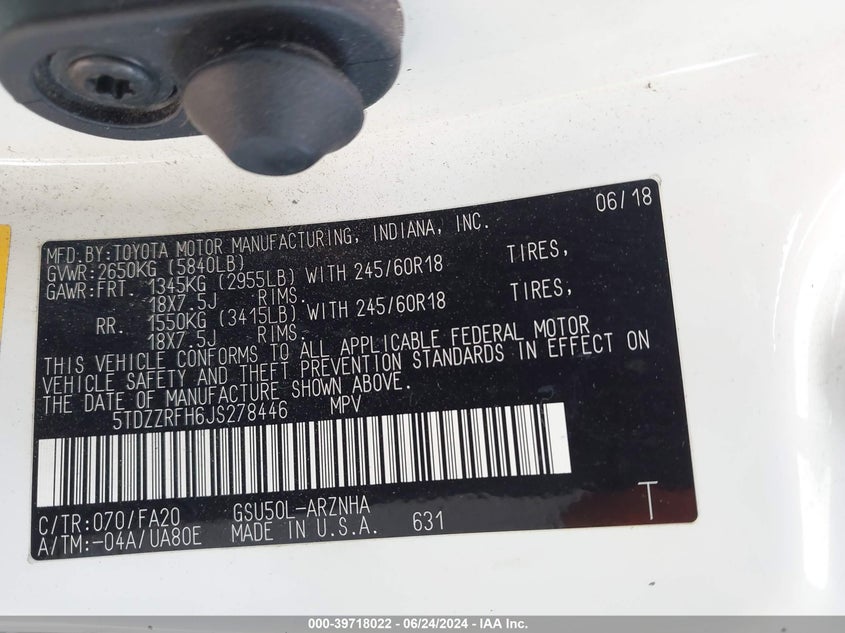 06/18
MFD.BY:TOYOTA MOTOR MANUFACTURING, INDIANA, INC.
GVWR:2650KG (5840LB)
GAWR:FRT. 1345KG (2955LB) WITH 245/60R18 TIRES,
18X7.5J RIMS.
RR. 1550KG (3415LB) WITH 245/60R18 TIRES,
18X7.5J RIMS.
THIS VEHICLE CONFORMS TO ALL APPLICABLE FEDERAL MOTOR
VEHICLE SAFETY AND THEFT PREVENTION STANDARDS IN EFFECT ON
THE DATE OF MANUFACTURE SHOWN ABOVE.
5TDZZRFH6JS278446 MPV
C/TR:070/FA20 GSU50L-ARZNHA
A/TM:-04A/UA80E MADE IN U.S.A. 631
T
000-39718022 - 06/24/2024 - IAA Inc.